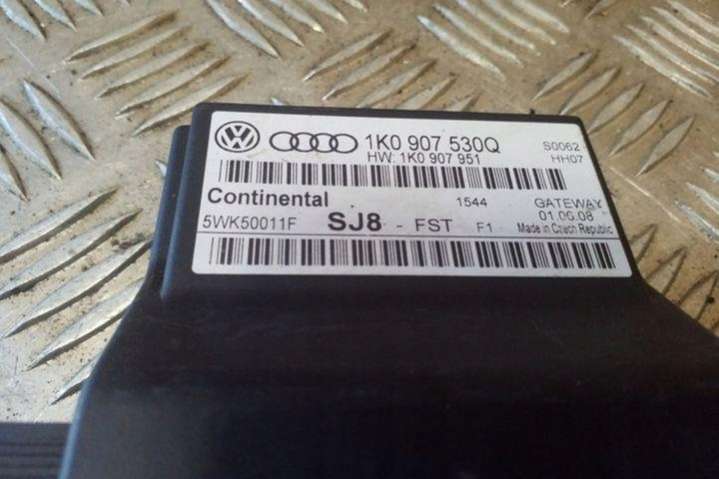 1K0 907 530Q S0062
HW: 1K0 907 951 HH07
Continental 1544 GATEWAY
5WK50011F SJ8 - FST F1 01.06.08
Made in Czech Republic